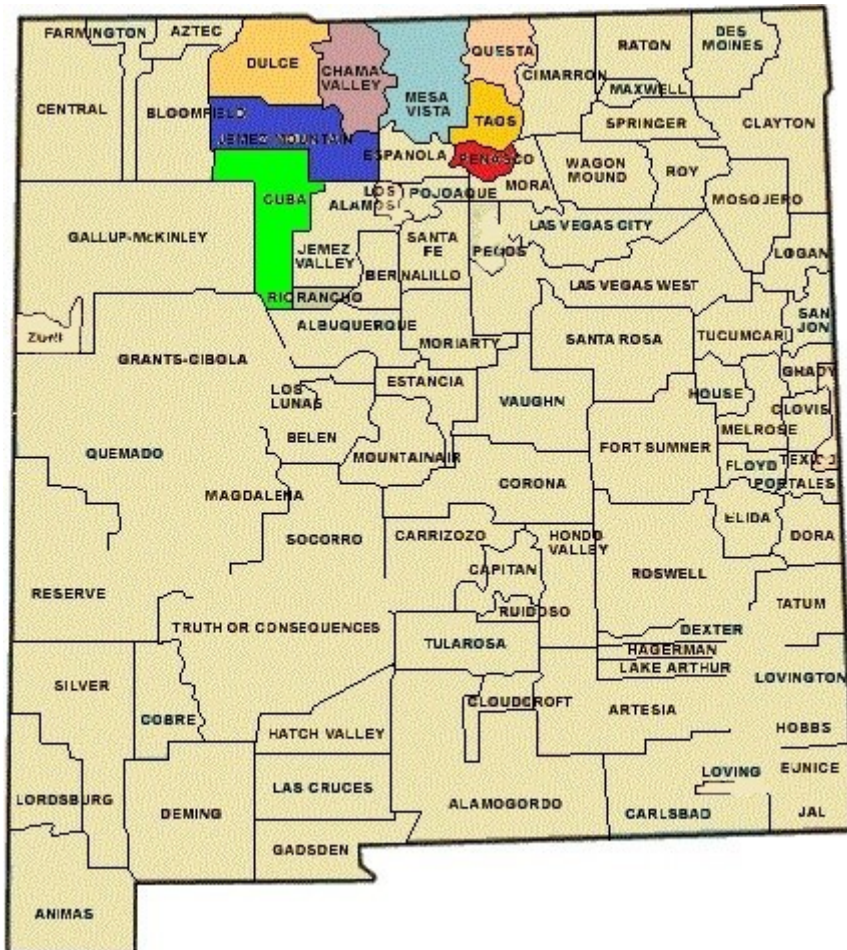 FARMINGTON
AZTEC
DULCE
CHAMA
VALLEY
MESA
VISTA
QUESTA
CIMARRON
RATON
DES
MOINES
MAXWELL
CENTRAL
BLOOMFIELD
JEMEZ MOUNTAIN
TAOS
SPRINGER
CLAYTON
ESPANOLA
PENASCO
MORA
WAGON
MOUND
ROY
MOSQJERO
CUBA
LOS
ALAMOS
POJOAQUE
GALLUP-McKINLEY
JEMEZ
VALLEY
SANTA
FE
PECOS
LAS VEGAS CITY
LOGAN
BERNALILLO
LAS VEGAS WEST
RIO RANCHO
ALBUQUERQUE
SAN
JON
ZUNI
MORIARTY
SANTA ROSA
TUCUMCARI
GRANTS-CIBOLA
GRADY
ESTANCIA
LOS
LUNAS
VAUGHN
HOUSE
CLOVIS
BELEN
MELROSE
QUEMADO
MOUNTAINAIR
FORT SUMNER
FLOYD
PORTALES
CORONA
MAGDALENA
ELIDA
SOCORRO
CARRIZOZO
HONDO
VALLEY
DORA
CAPITAN
ROSWELL
RESERVE
RUIDOSO
TATUM
TRUTH OR CONSEQUENCES
TULAROSA
DEXTER
HAGERMAN
LAKE ARTHUR
LOVINGTON
SILVER
CLOUDCROFT
ARTESIA
COBRE
HATCH VALLEY
HOBBS
LORDSBURG
LAS CRUCES
LOVING
EUNICE
DEMING
ALAMOGORDO
CARLSBAD
JAL
GADSDEN
ANIMAS